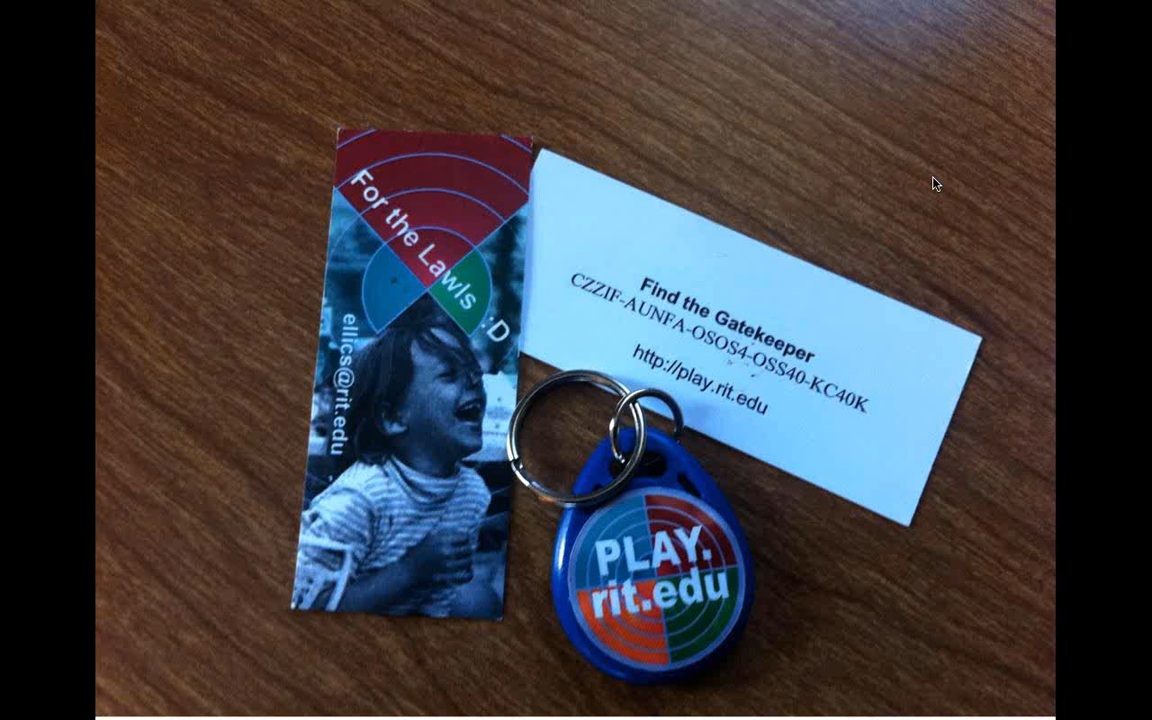 For the Lawls :D
ellics@rit.edu
Find the Gatekeeper
CZZIF-AUNFA-OSOS4-OSS40-KC40K
http://play.rit.edu
PLAY.
rit.edu